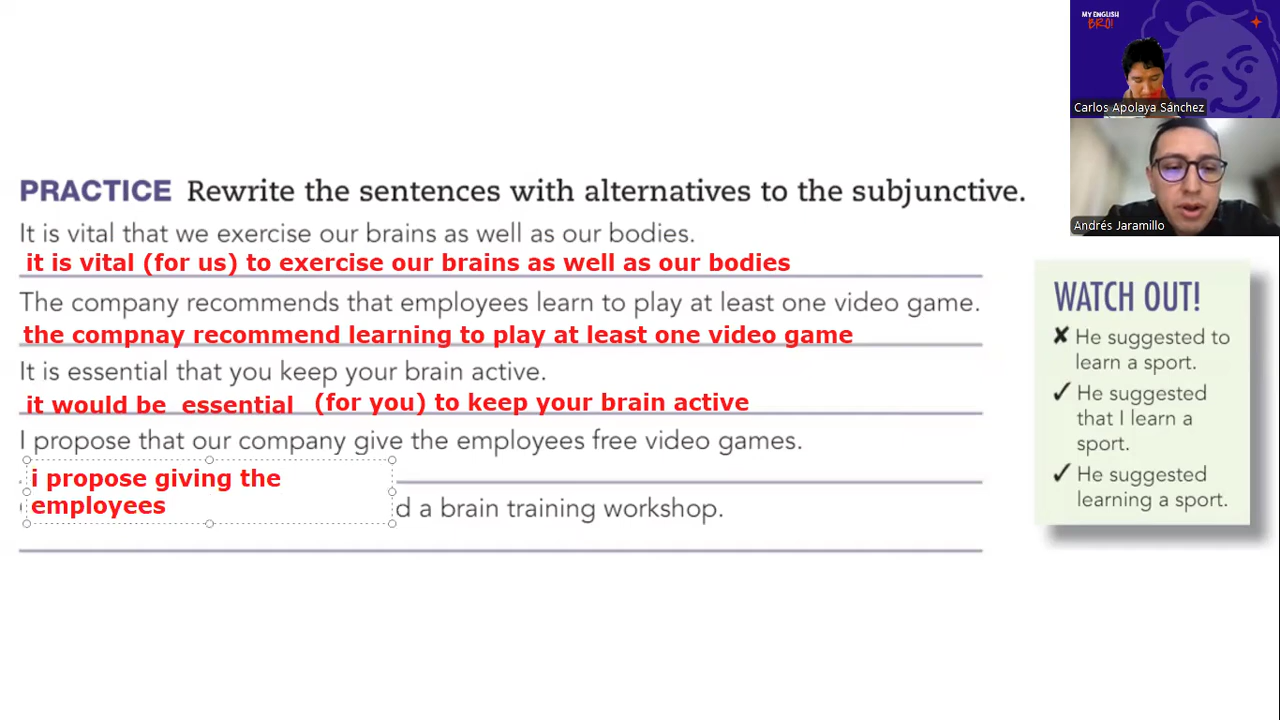 MY ENGLISH
BRO!
Carlos Apolaya Sánchez
Andrés Jaramillo
PRACTICE Rewrite the sentences with alternatives to the subjunctive.
It is vital that we exercise our brains as well as our bodies.
it is vital (for us) to exercise our brains as well as our bodies
The company recommends that employees learn to play at least one video game.
the compnay recommend learning to play at least one video game
It is essential that you keep your brain active.
it would be essential (for you) to keep your brain active
I propose that our company give the employees free video games.
i propose giving the
employees
d a brain training workshop.
WATCH OUT!
✘ He suggested to
learn a sport.
✓ He suggested
that I learn a
sport.
✓ He suggested
learning a sport.